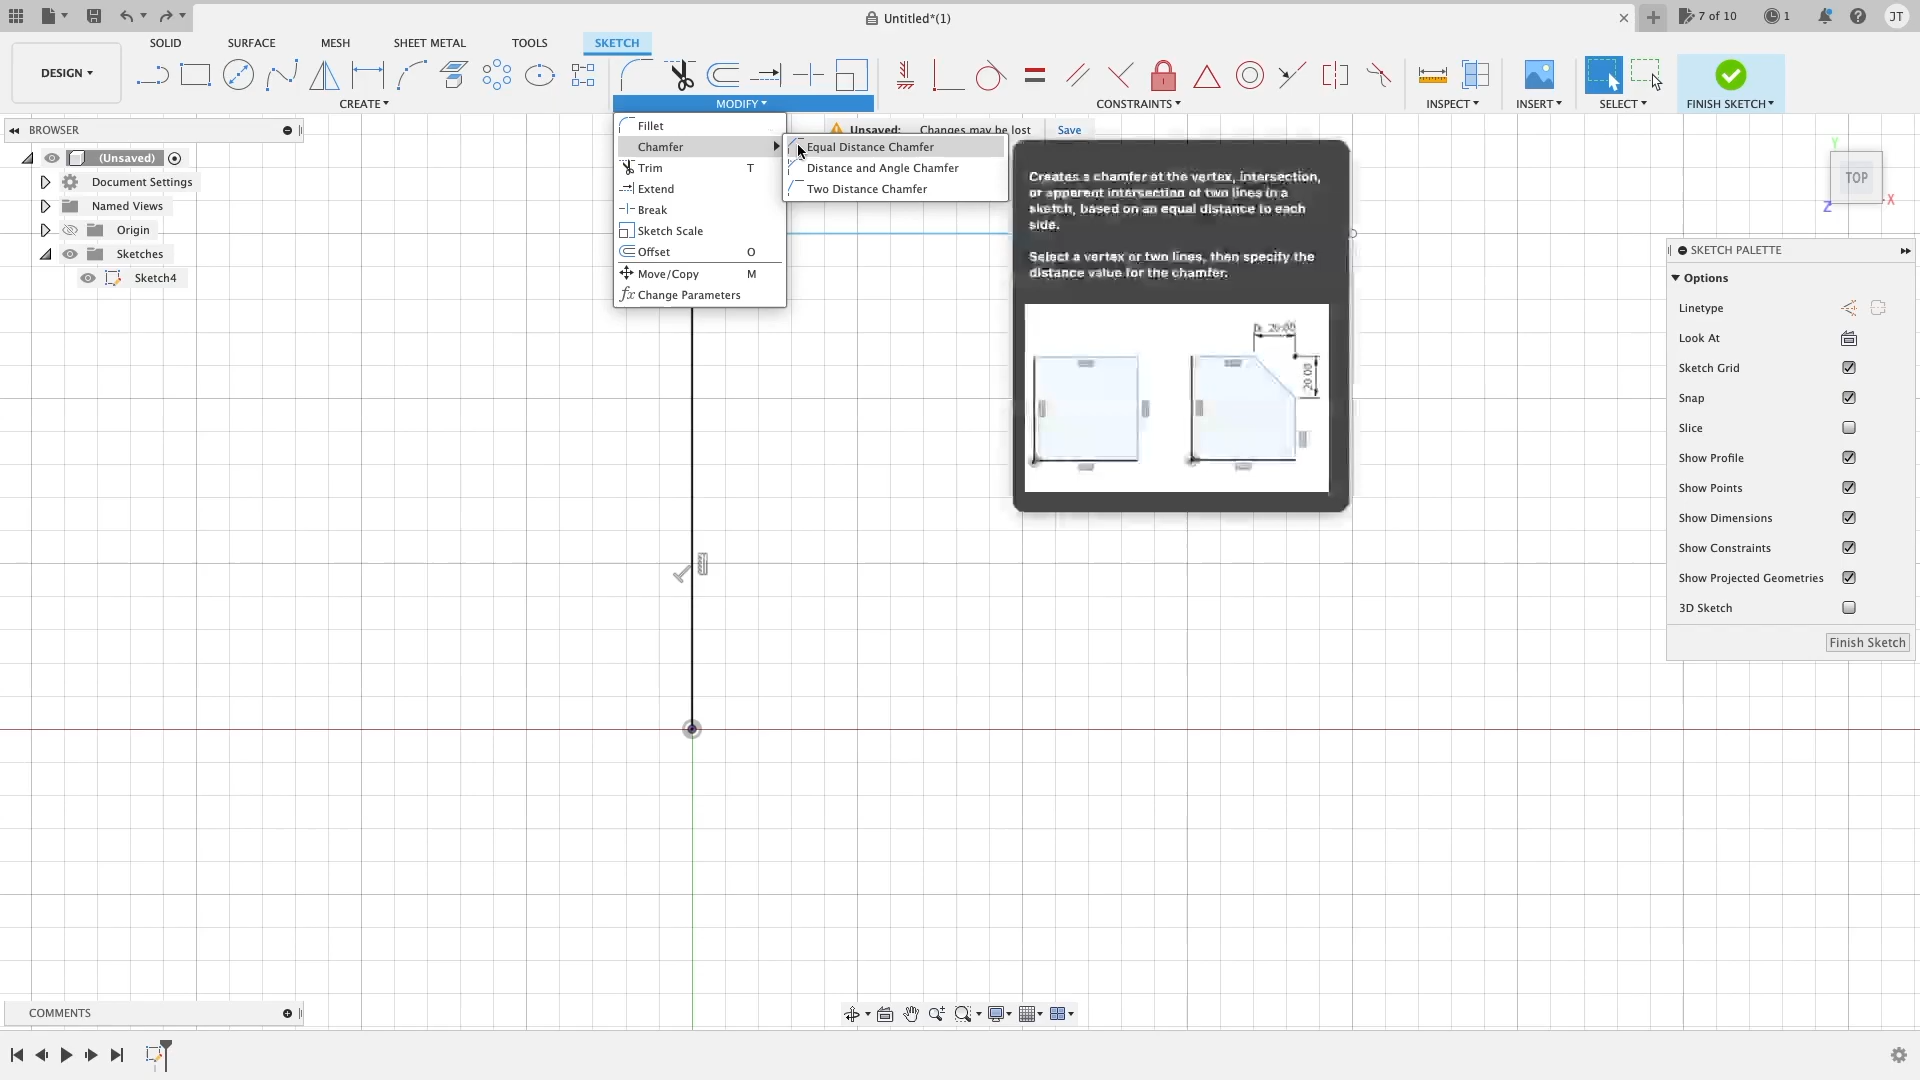 Untitled*(1)
7 of 10
1
JT
DESIGN
SOLID
SURFACE
MESH
SHEET METAL
TOOLS
SKETCH
CREATE
MODIFY
CONSTRAINTS
INSPECT
INSERT
SELECT
FINISH SKETCH
BROWSER
(Unsaved)
Document Settings
Named Views
Origin
Sketches
Sketch4
Fillet
Chamfer
Trim T
Extend
Break
Sketch Scale
Offset O
Move/Copy M
Change Parameters
Equal Distance Chamfer
Distance and Angle Chamfer
Two Distance Chamfer
Unsaved: Changes may be lost Save
Creates a chamfer at the vertex, intersection,
or apparent intersection of two lines in a
sketch, based on an equal distance to each
side.
Select a vertex or two lines, then specify the
distance value for the chamfer.
20.00
20.00
Y
TOP
Z
X
SKETCH PALETTE
Options
Linetype
Look At
Sketch Grid
Snap
Slice
Show Profile
Show Points
Show Dimensions
Show Constraints
Show Projected Geometries
3D Sketch
Finish Sketch
COMMENTS